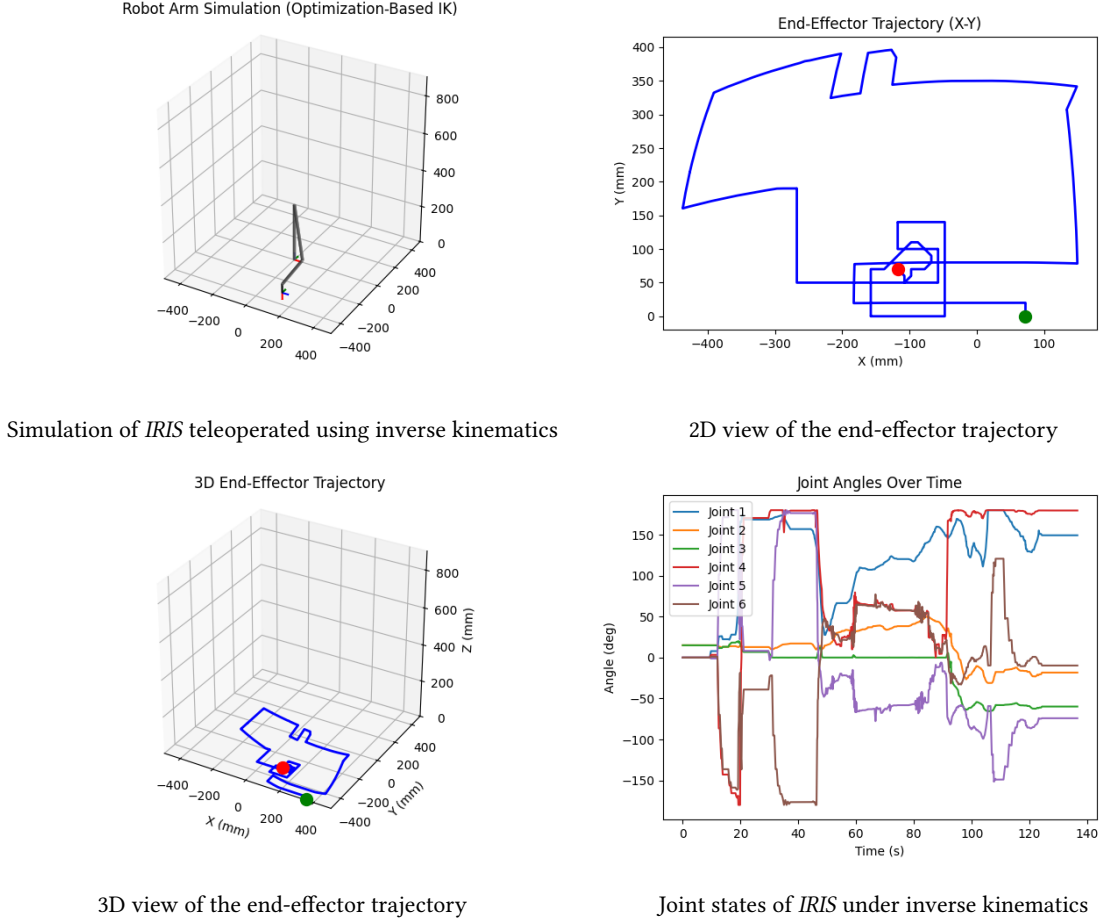 Robot Arm Simulation (Optimization-Based IK)
800
600
400
200
0
−400
−200
0
200
400
−400
−200
0
200
400
End-Effector Trajectory (X-Y)
400
350
300
250
200
150
100
50
0
Y (mm)
−400
−300
−200
−100
0
100
X (mm)
Simulation of IRIS teleoperated using inverse kinematics
2D view of the end-effector trajectory
3D End-Effector Trajectory
800
600
400
200
0
Z (mm)
−400
−200
0
200
400
X (mm)
−400
−200
0
200
400
Y (mm)
Joint Angles Over Time
Joint 1
Joint 2
Joint 3
Joint 4
Joint 5
Joint 6
150
100
50
0
−50
−100
−150
Angle (deg)
0
20
40
60
80
100
120
140
Time (s)
3D view of the end-effector trajectory
Joint states of IRIS under inverse kinematics